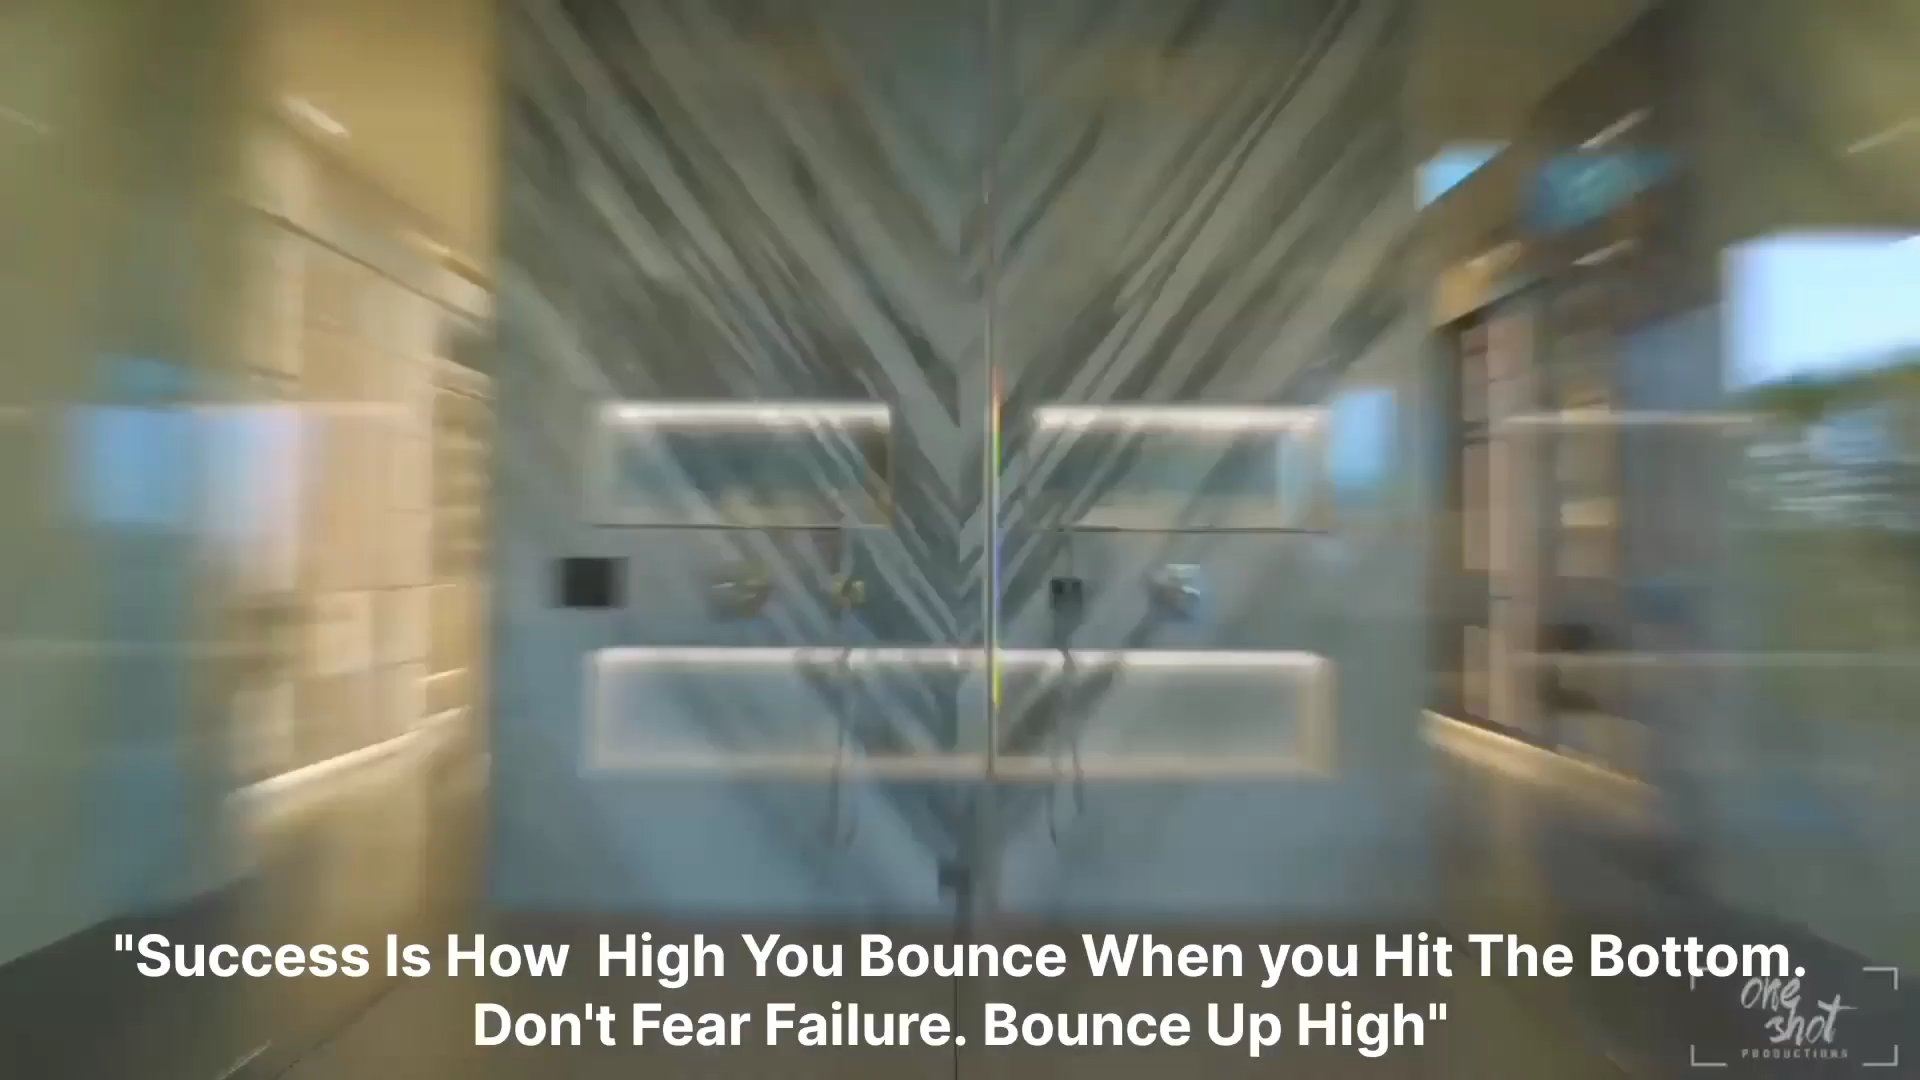 "Success Is How  High You Bounce When you Hit The Bottom.
Don't Fear Failure. Bounce Up High"
one
shot
PRODUCTIONS